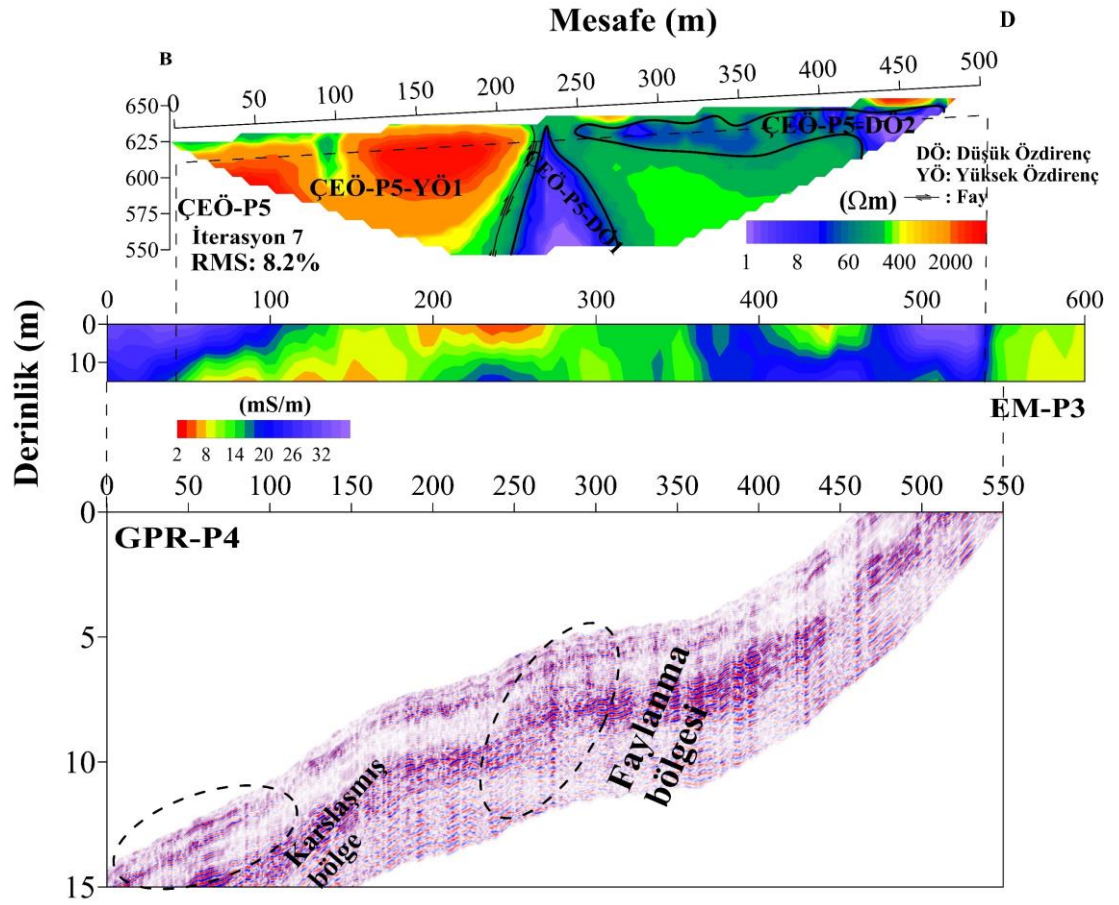 Mesafe (m)
B
D
0 50 100 150 200 250 300 350 400 450 500
650
625
600
575
550
ÇEÖ-P5-DÖ2
ÇEÖ-P5-YÖ1
ÇEÖ-P5-DÖ1
DÖ: Düşük Özdirenç
YÖ: Yüksek Özdirenç
: Fay
ÇEÖ-P5
İterasyon 7
RMS: 8.2%
(Ωm)
1 8 60 400 2000
0 100 200 300 400 500 600
0
10
Derinlik (m)
(mS/m)
2 8 14 20 26 32
EM-P3
0 50 100 150 200 250 300 350 400 450 500 550
0
5
10
15
GPR-P4
Karslaşmış
bölge
Faylanma
bölgesi